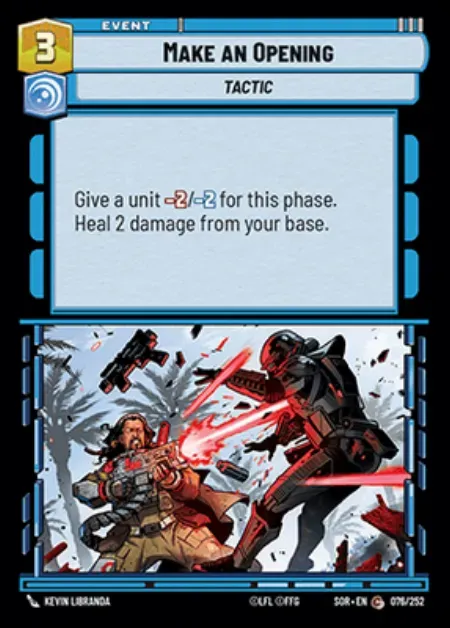 EVENT
3
MAKE AN OPENING
TACTIC
Give a unit -2/-2 for this phase.
Heal 2 damage from your base.
KEVIN LIBRANDA
©LFL ©FFG
SOR • EN C 076/252